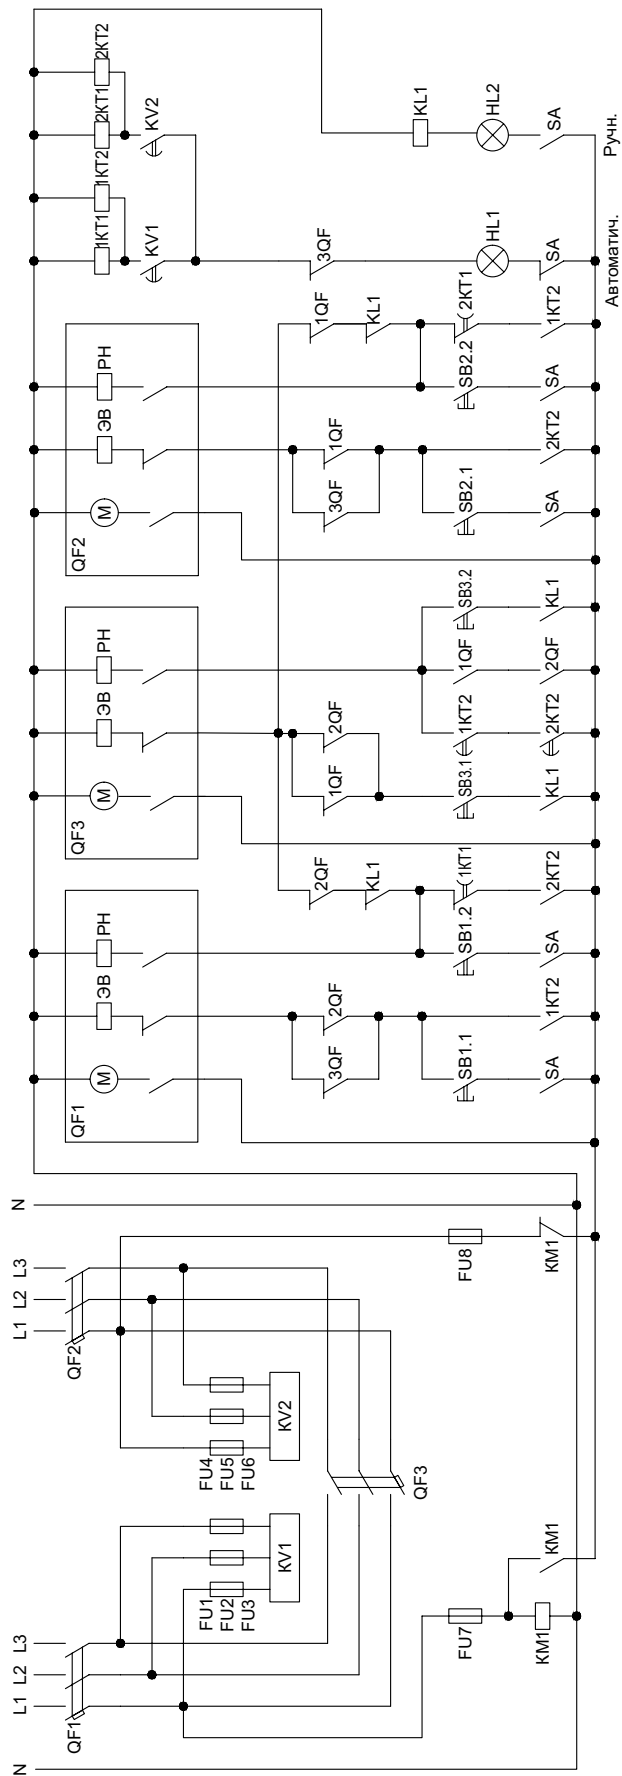 N
L1 L2 L3
QF1
FU1
FU2
FU3
KV1
FU7
KM1
KM1
QF3
FU4
FU5
FU6
KV2
L1 L2 L3
QF2
N
FU8
KM1
QF1
M
ЭВ
РН
3QF
2QF
SB1.1
SA
1KT2
SB1.2
SA
2QF
KL1
1KT1
2KT2
QF3
M
ЭВ
РН
1QF
2QF
SB3.1
KL1
1KT2
2KT2
1QF
2QF
SB3.2
KL1
QF2
M
ЭВ
РН
3QF
1QF
SB2.1
SA
2KT2
SB2.2
SA
1QF
KL1
2KT1
1KT2
1KT1
1KT2
2KT1
2KT2
KV1
KV2
3QF
HL1
SA
KL1
HL2
SA
Автоматич.
Ручн.